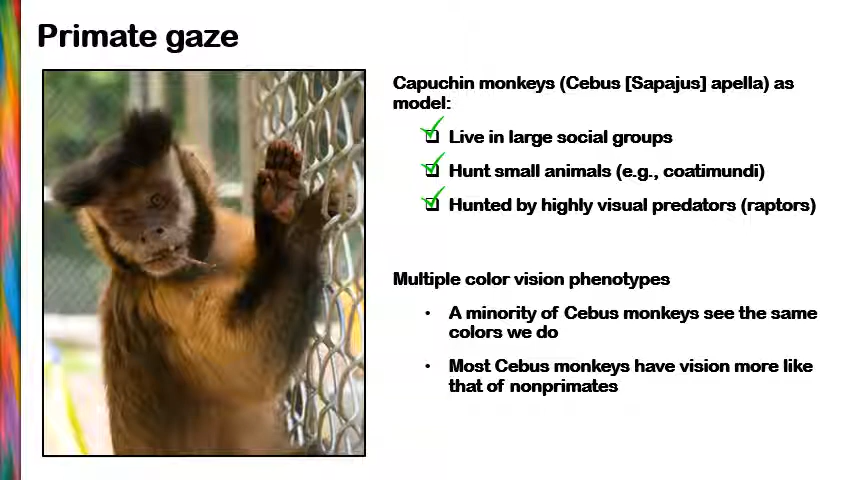 Primate gaze
Capuchin monkeys (Cebus [Sapajus] apella) as
model:
Live in large social groups
Hunt small animals (e.g., coatimundi)
Hunted by highly visual predators (raptors)
Multiple color vision phenotypes
• A minority of Cebus monkeys see the same
colors we do
• Most Cebus monkeys have vision more like
that of nonprimates